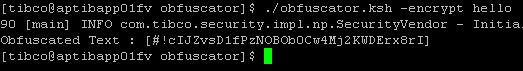 [tibco@aptibapp01fv obfuscator]$ ./obfuscator.ksh -encrypt hello
90 [main] INFO com.tibco.security.impl.np.SecurityVendor - Initia
Obfuscated Text : [#!cIJZvsD1fPzNOBObOCw4Mj2KWDErx8rI]
[tibco@aptibapp01fv obfuscator]$